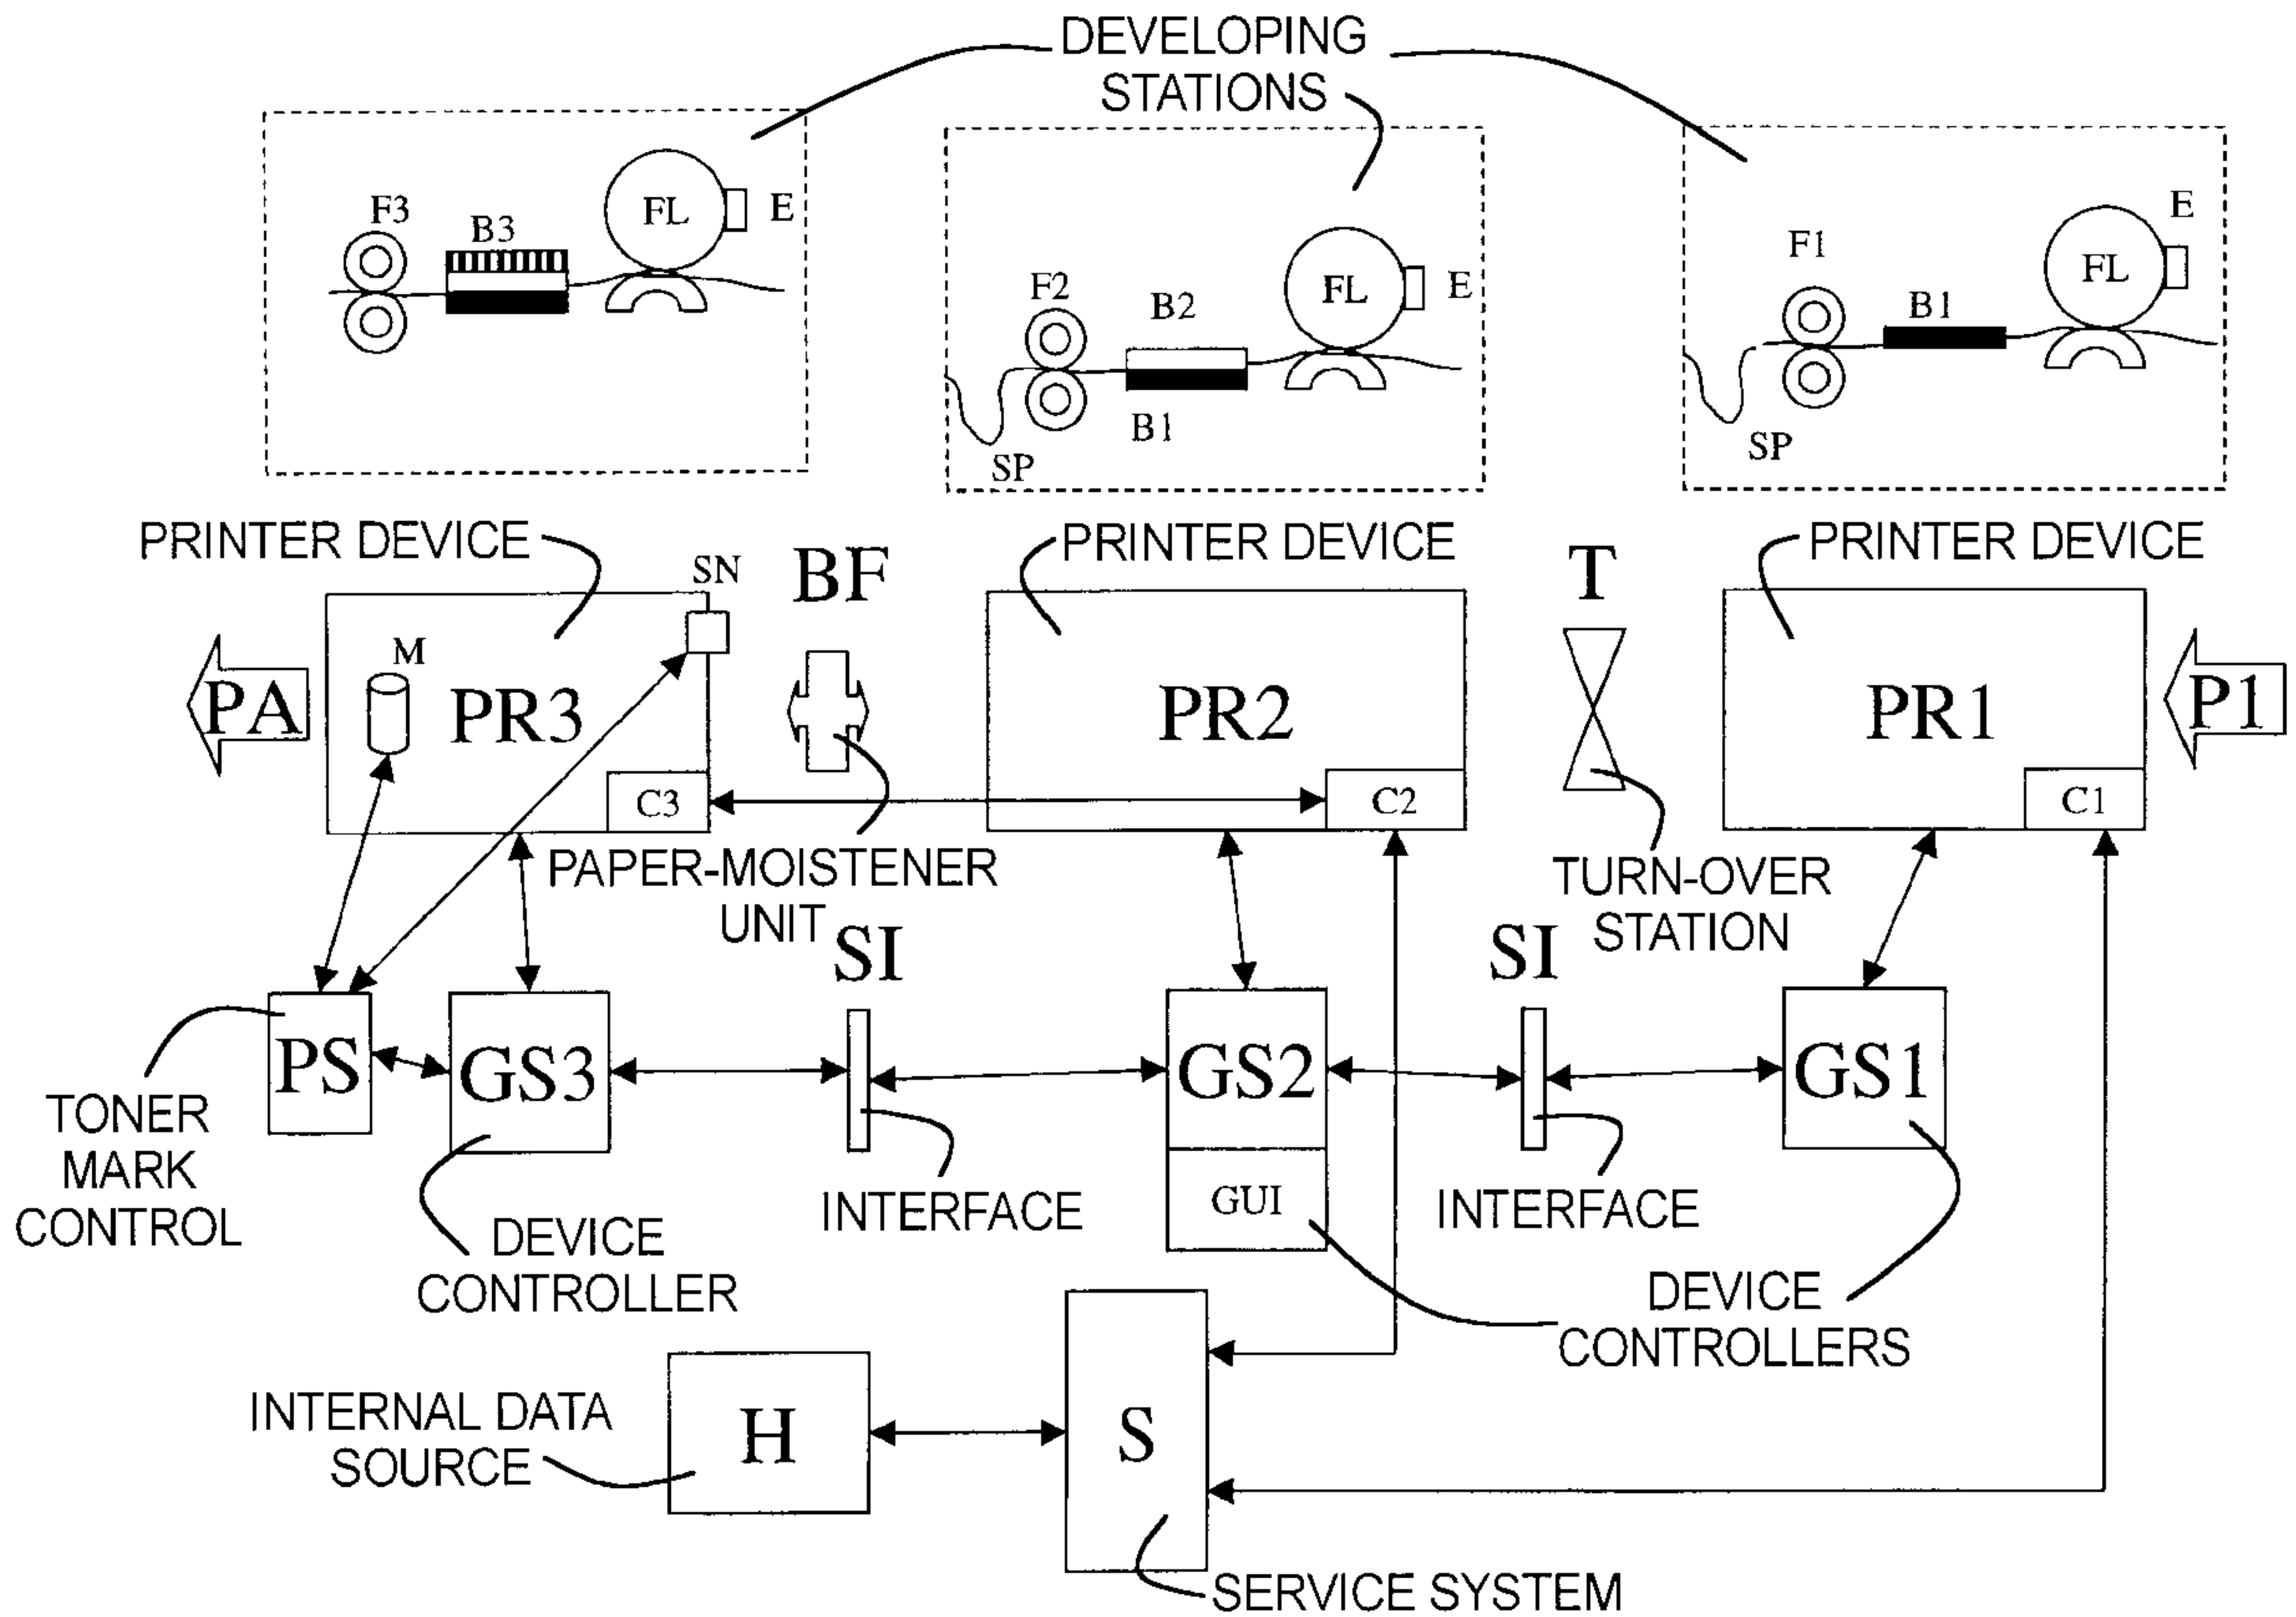 DEVELOPING
STATIONS
F3
B3
FL
E
F2
B2
FL
E
B1
SP
F1
B1
FL
E
SP
PRINTER DEVICE
SN
BF
PRINTER DEVICE
T
PRINTER DEVICE
PA
M
PR3
C3
PR2
C2
PR1
C1
P1
PAPER-MOISTENER
UNIT
TURN-OVER
STATION
SI
SI
PS
GS3
GS2
GS1
GUI
TONER
MARK
CONTROL
DEVICE
CONTROLLER
INTERFACE
INTERFACE
DEVICE
CONTROLLERS
INTERNAL DATA
SOURCE
H
S
SERVICE SYSTEM